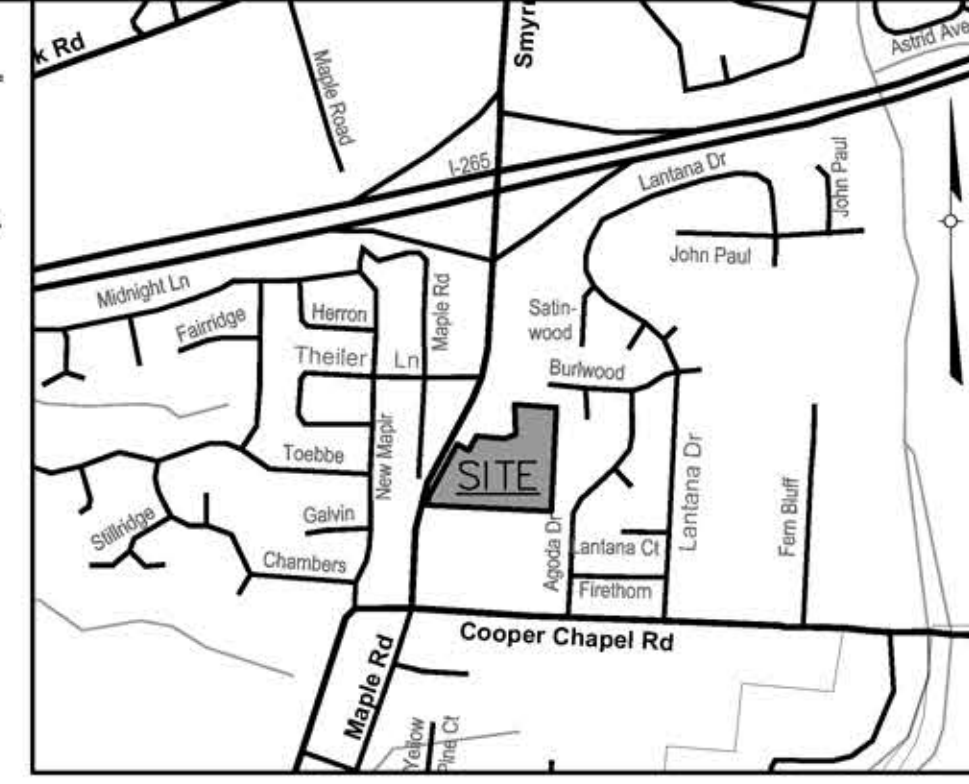 k Rd
Smyr
Astrid Ave
Maple Road
I-265
Lantana Dr
John Paul
John Paul
Midnight Ln
Herron
Maple Rd
Satin-
wood
Fairridge
Theiler Ln
Burlwood
New Maplr
Toebbe
SITE
Lantana Dr
Stillridge
Galvin
Agoda Dr
Fern Bluff
Lantana Ct
Chambers
Firethorn
Cooper Chapel Rd
Maple Rd
Yellow
Pine Ct